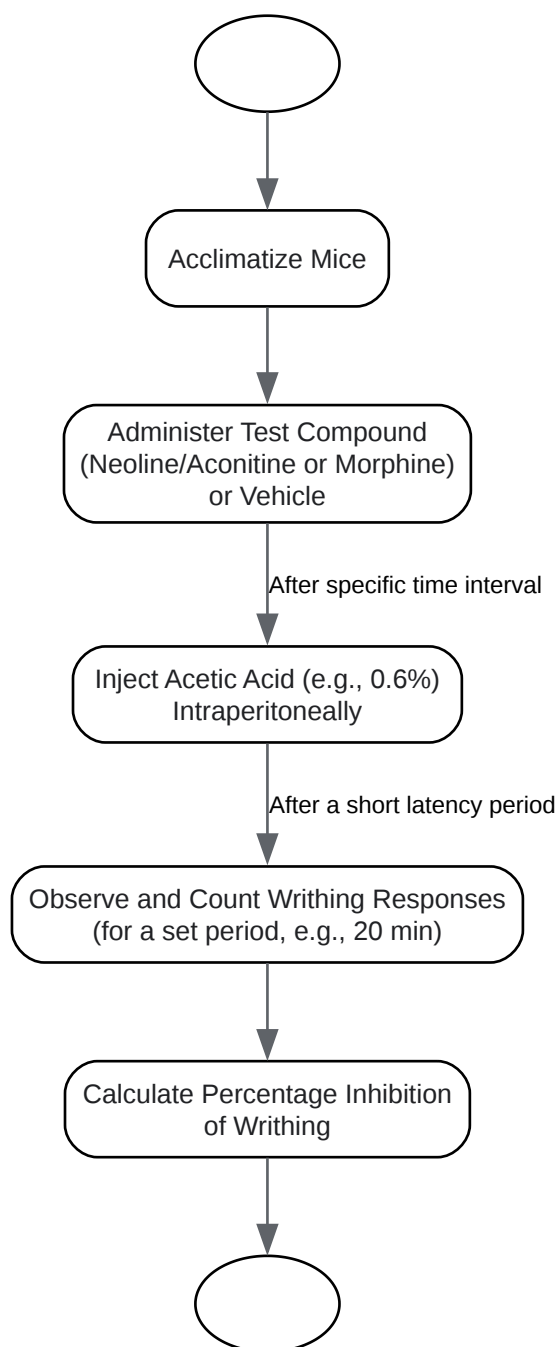 Acclimatize Mice
Administer Test Compound
(Neoline/Aconitine or Morphine)
or Vehicle
After specific time interval
Inject Acetic Acid (e.g., 0.6%)
Intraperitoneally
After a short latency period
Observe and Count Writhing Responses
(for a set period, e.g., 20 min)
Calculate Percentage Inhibition
of Writhing